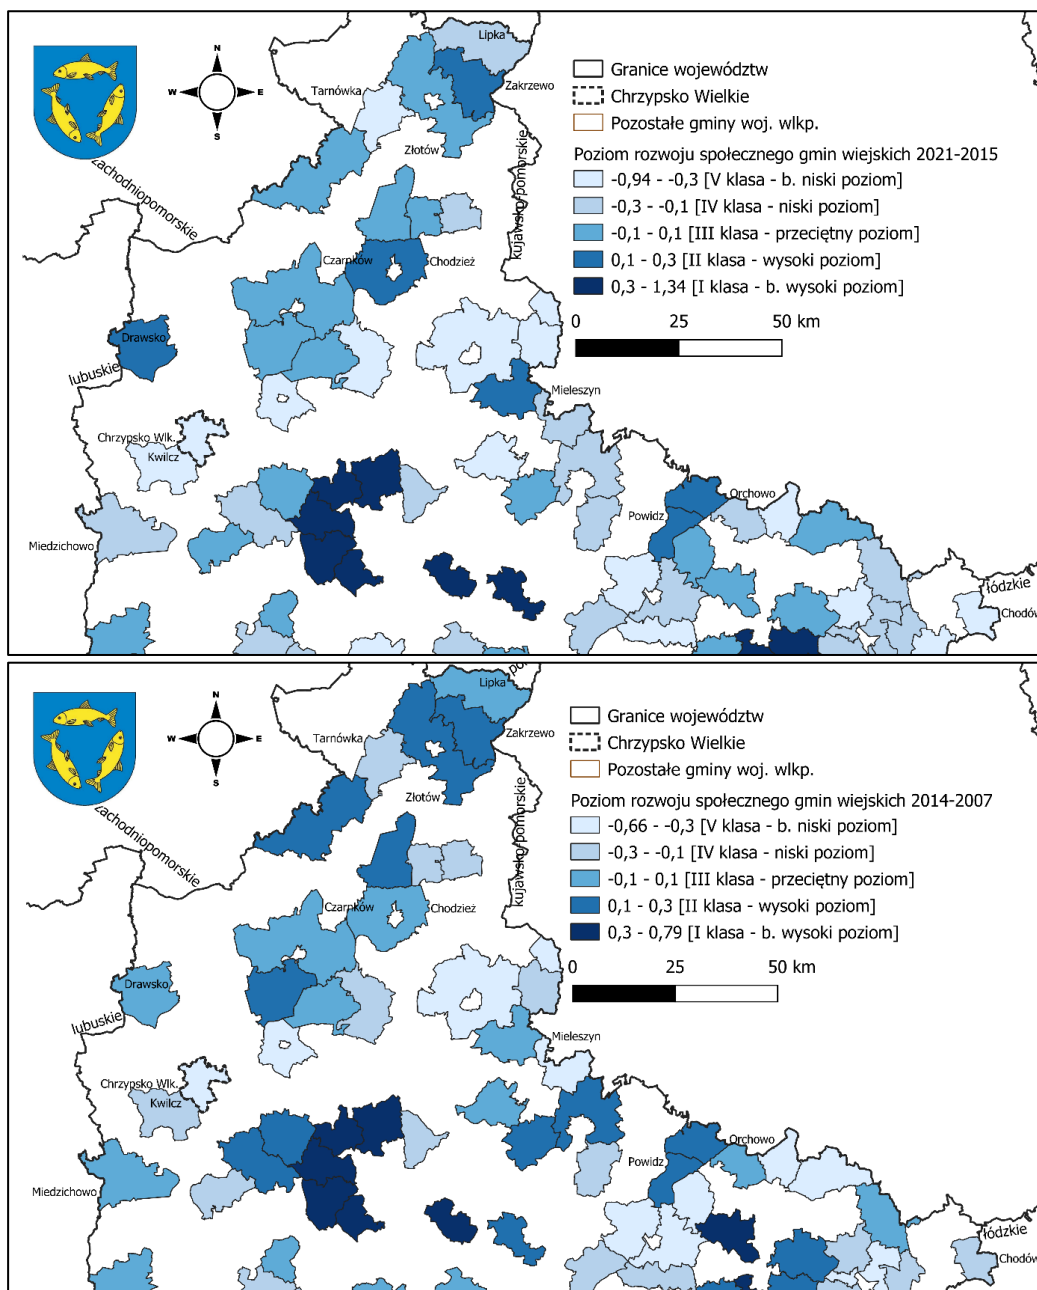 Lipka
Zakrzewo
Tarnówka
Złotów
zachodniopomorskie
kujawsko-pomorskie
Czarnków
Chodzież
Drawsko
lubuskie
Mieleszyn
Chrzypsko Wlk.
Kwilcz
Miedzichowo
Orchowo
Powidz
łódzkie
Chodów
N
W
E
S
Granice województw
Chrzypsko Wielkie
Pozostałe gminy woj. wlkp.
Poziom rozwoju społecznego gmin wiejskich 2021-2015
-0,94 - -0,3 [V klasa - b. niski poziom]
-0,3 - -0,1 [IV klasa - niski poziom]
-0,1 - 0,1 [III klasa - przeciętny poziom]
0,1 - 0,3 [II klasa - wysoki poziom]
0,3 - 1,34 [I klasa - b. wysoki poziom]
0 25 50 km
Lipka
Zakrzewo
Tarnówka
Złotów
zachodniopomorskie
kujawsko-pomorskie
Czarnków
Chodzież
Drawsko
lubuskie
Mieleszyn
Chrzypsko Wlk.
Kwilcz
Miedzichowo
Orchowo
Powidz
łódzkie
Chodów
N
W
E
S
Granice województw
Chrzypsko Wielkie
Pozostałe gminy woj. wlkp.
Poziom rozwoju społecznego gmin wiejskich 2014-2007
-0,66 - -0,3 [V klasa - b. niski poziom]
-0,3 - -0,1 [IV klasa - niski poziom]
-0,1 - 0,1 [III klasa - przeciętny poziom]
0,1 - 0,3 [II klasa - wysoki poziom]
0,3 - 0,79 [I klasa - b. wysoki poziom]
0 25 50 km